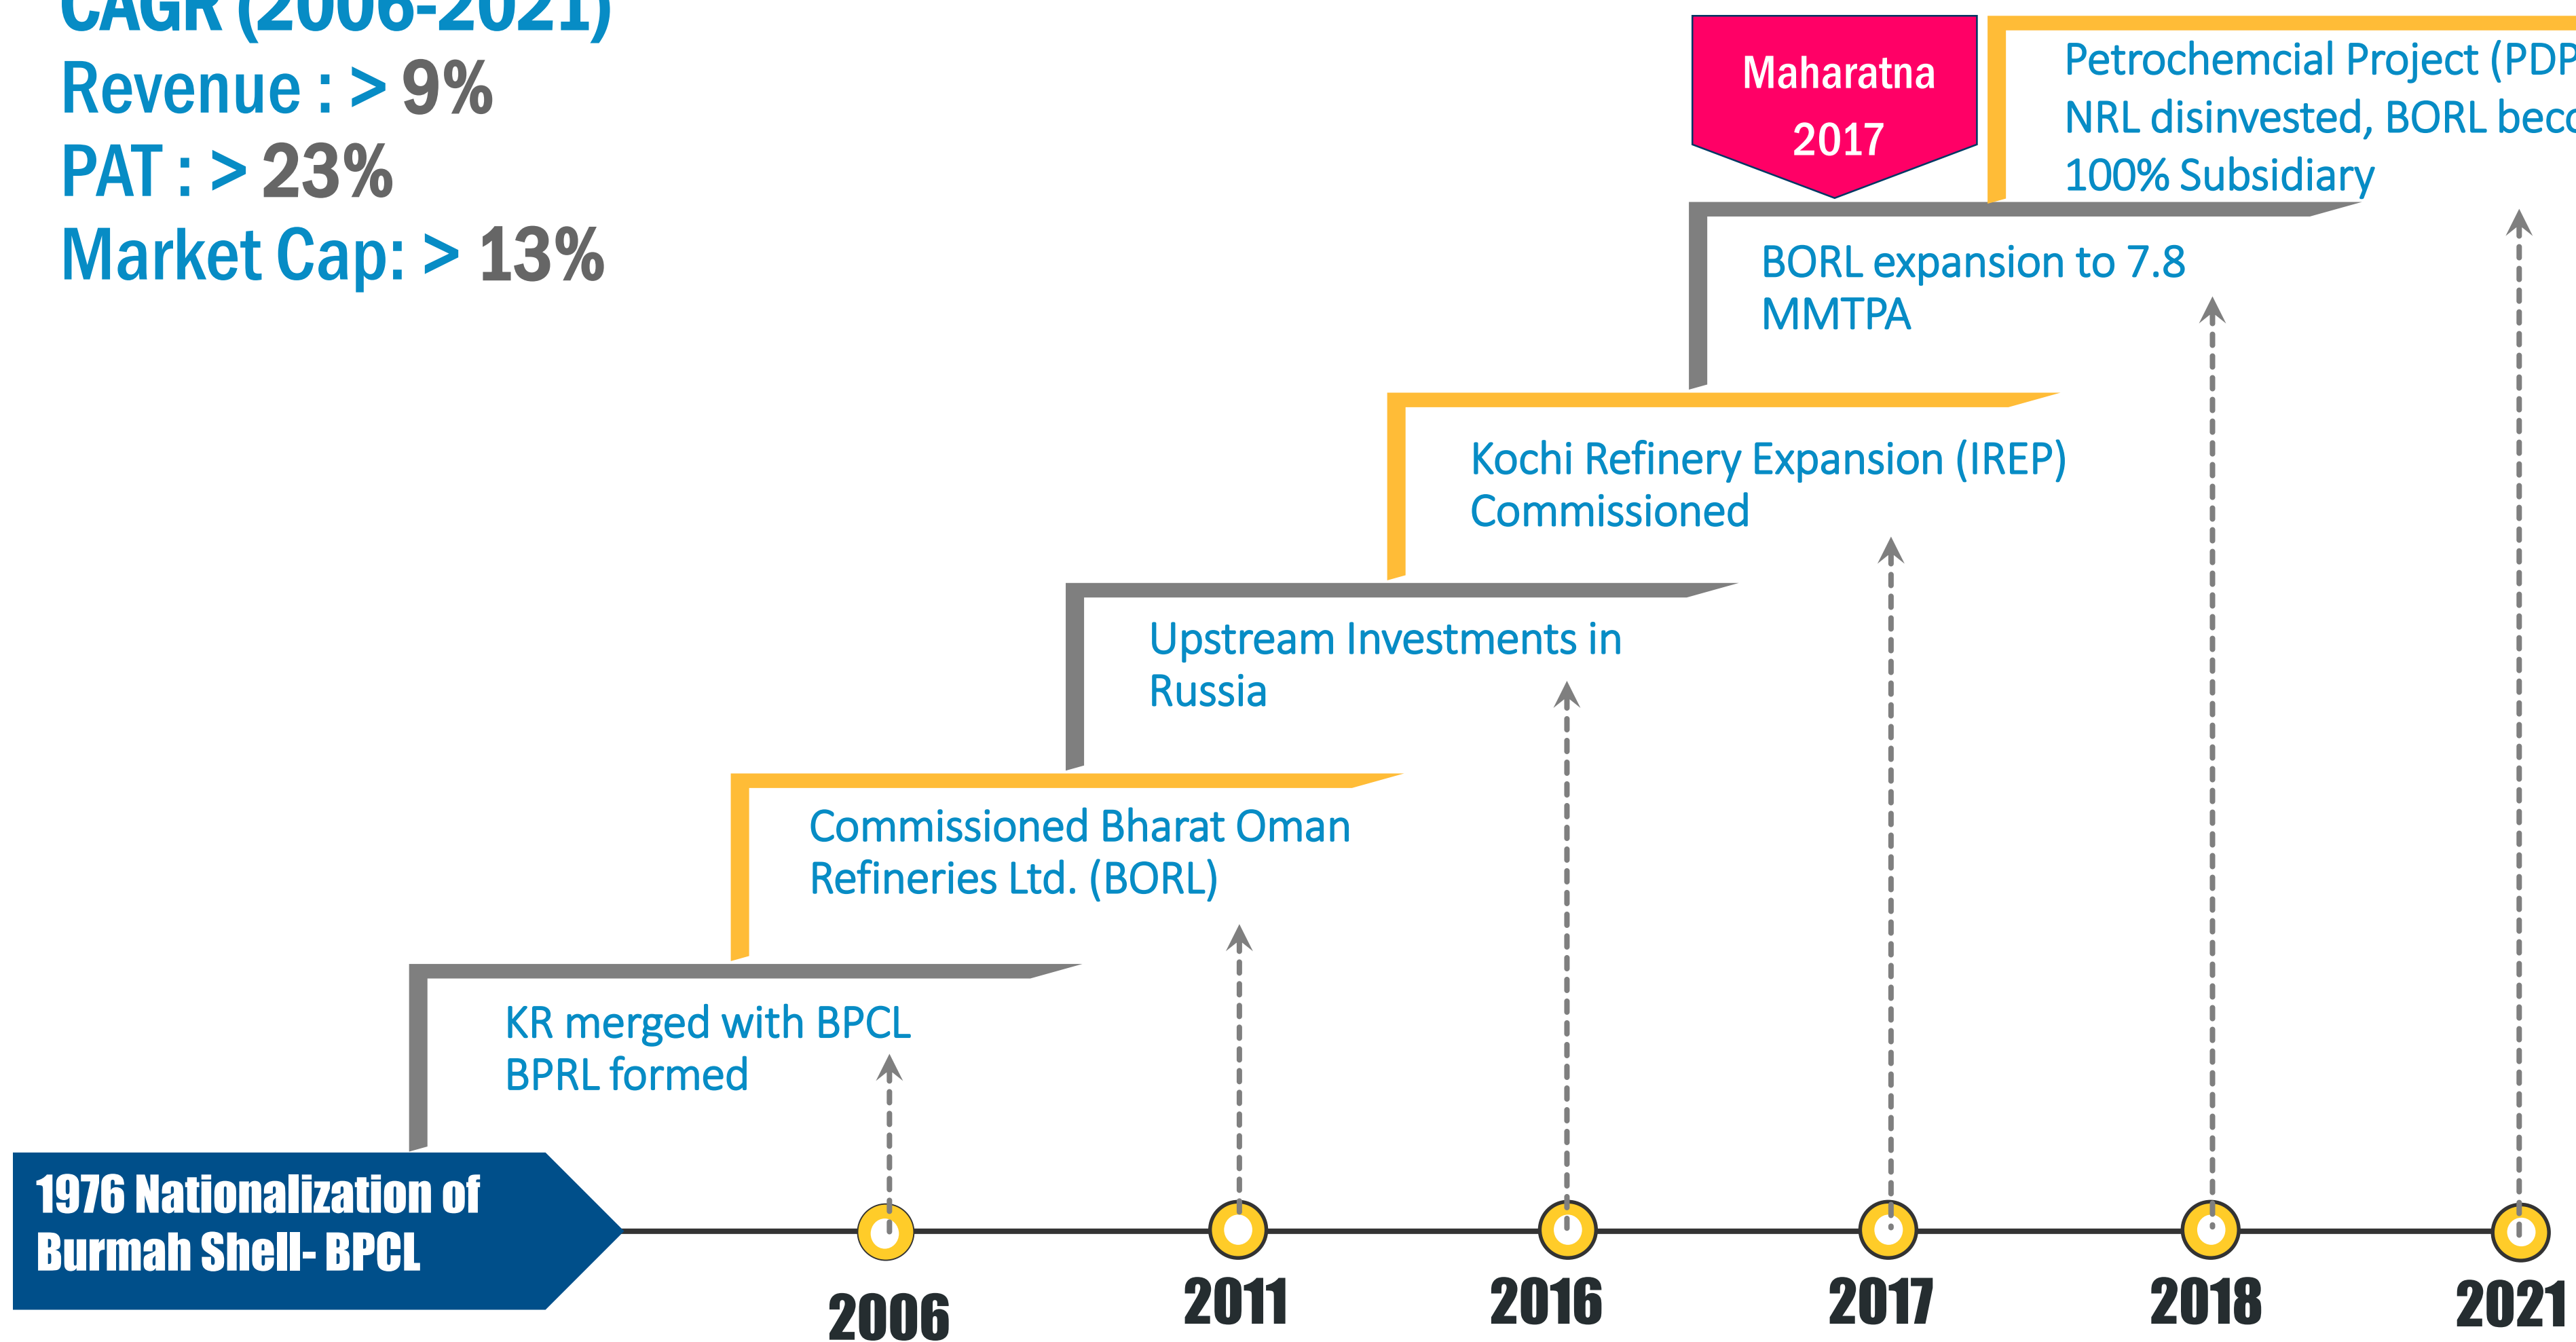 CAGR (2006-2021)
Revenue : > 9%
PAT : > 23%
Market Cap: > 13%
Maharatna
2017
Petrochemcial Project (PDP
NRL disinvested, BORL
100% Subsidiary
BORL expansion to 7.8
MMTPA
Kochi Refinery Expansion (IREP)
Commissioned
Upstream Investments in
Russia
Commissioned Bharat Oman
Refineries Ltd. (BORL)
KR merged with BPCL
BPRL formed
1976 Nationalization of
Burmah Shell- BPCL
2006
2011
2016
2017
2018
2021